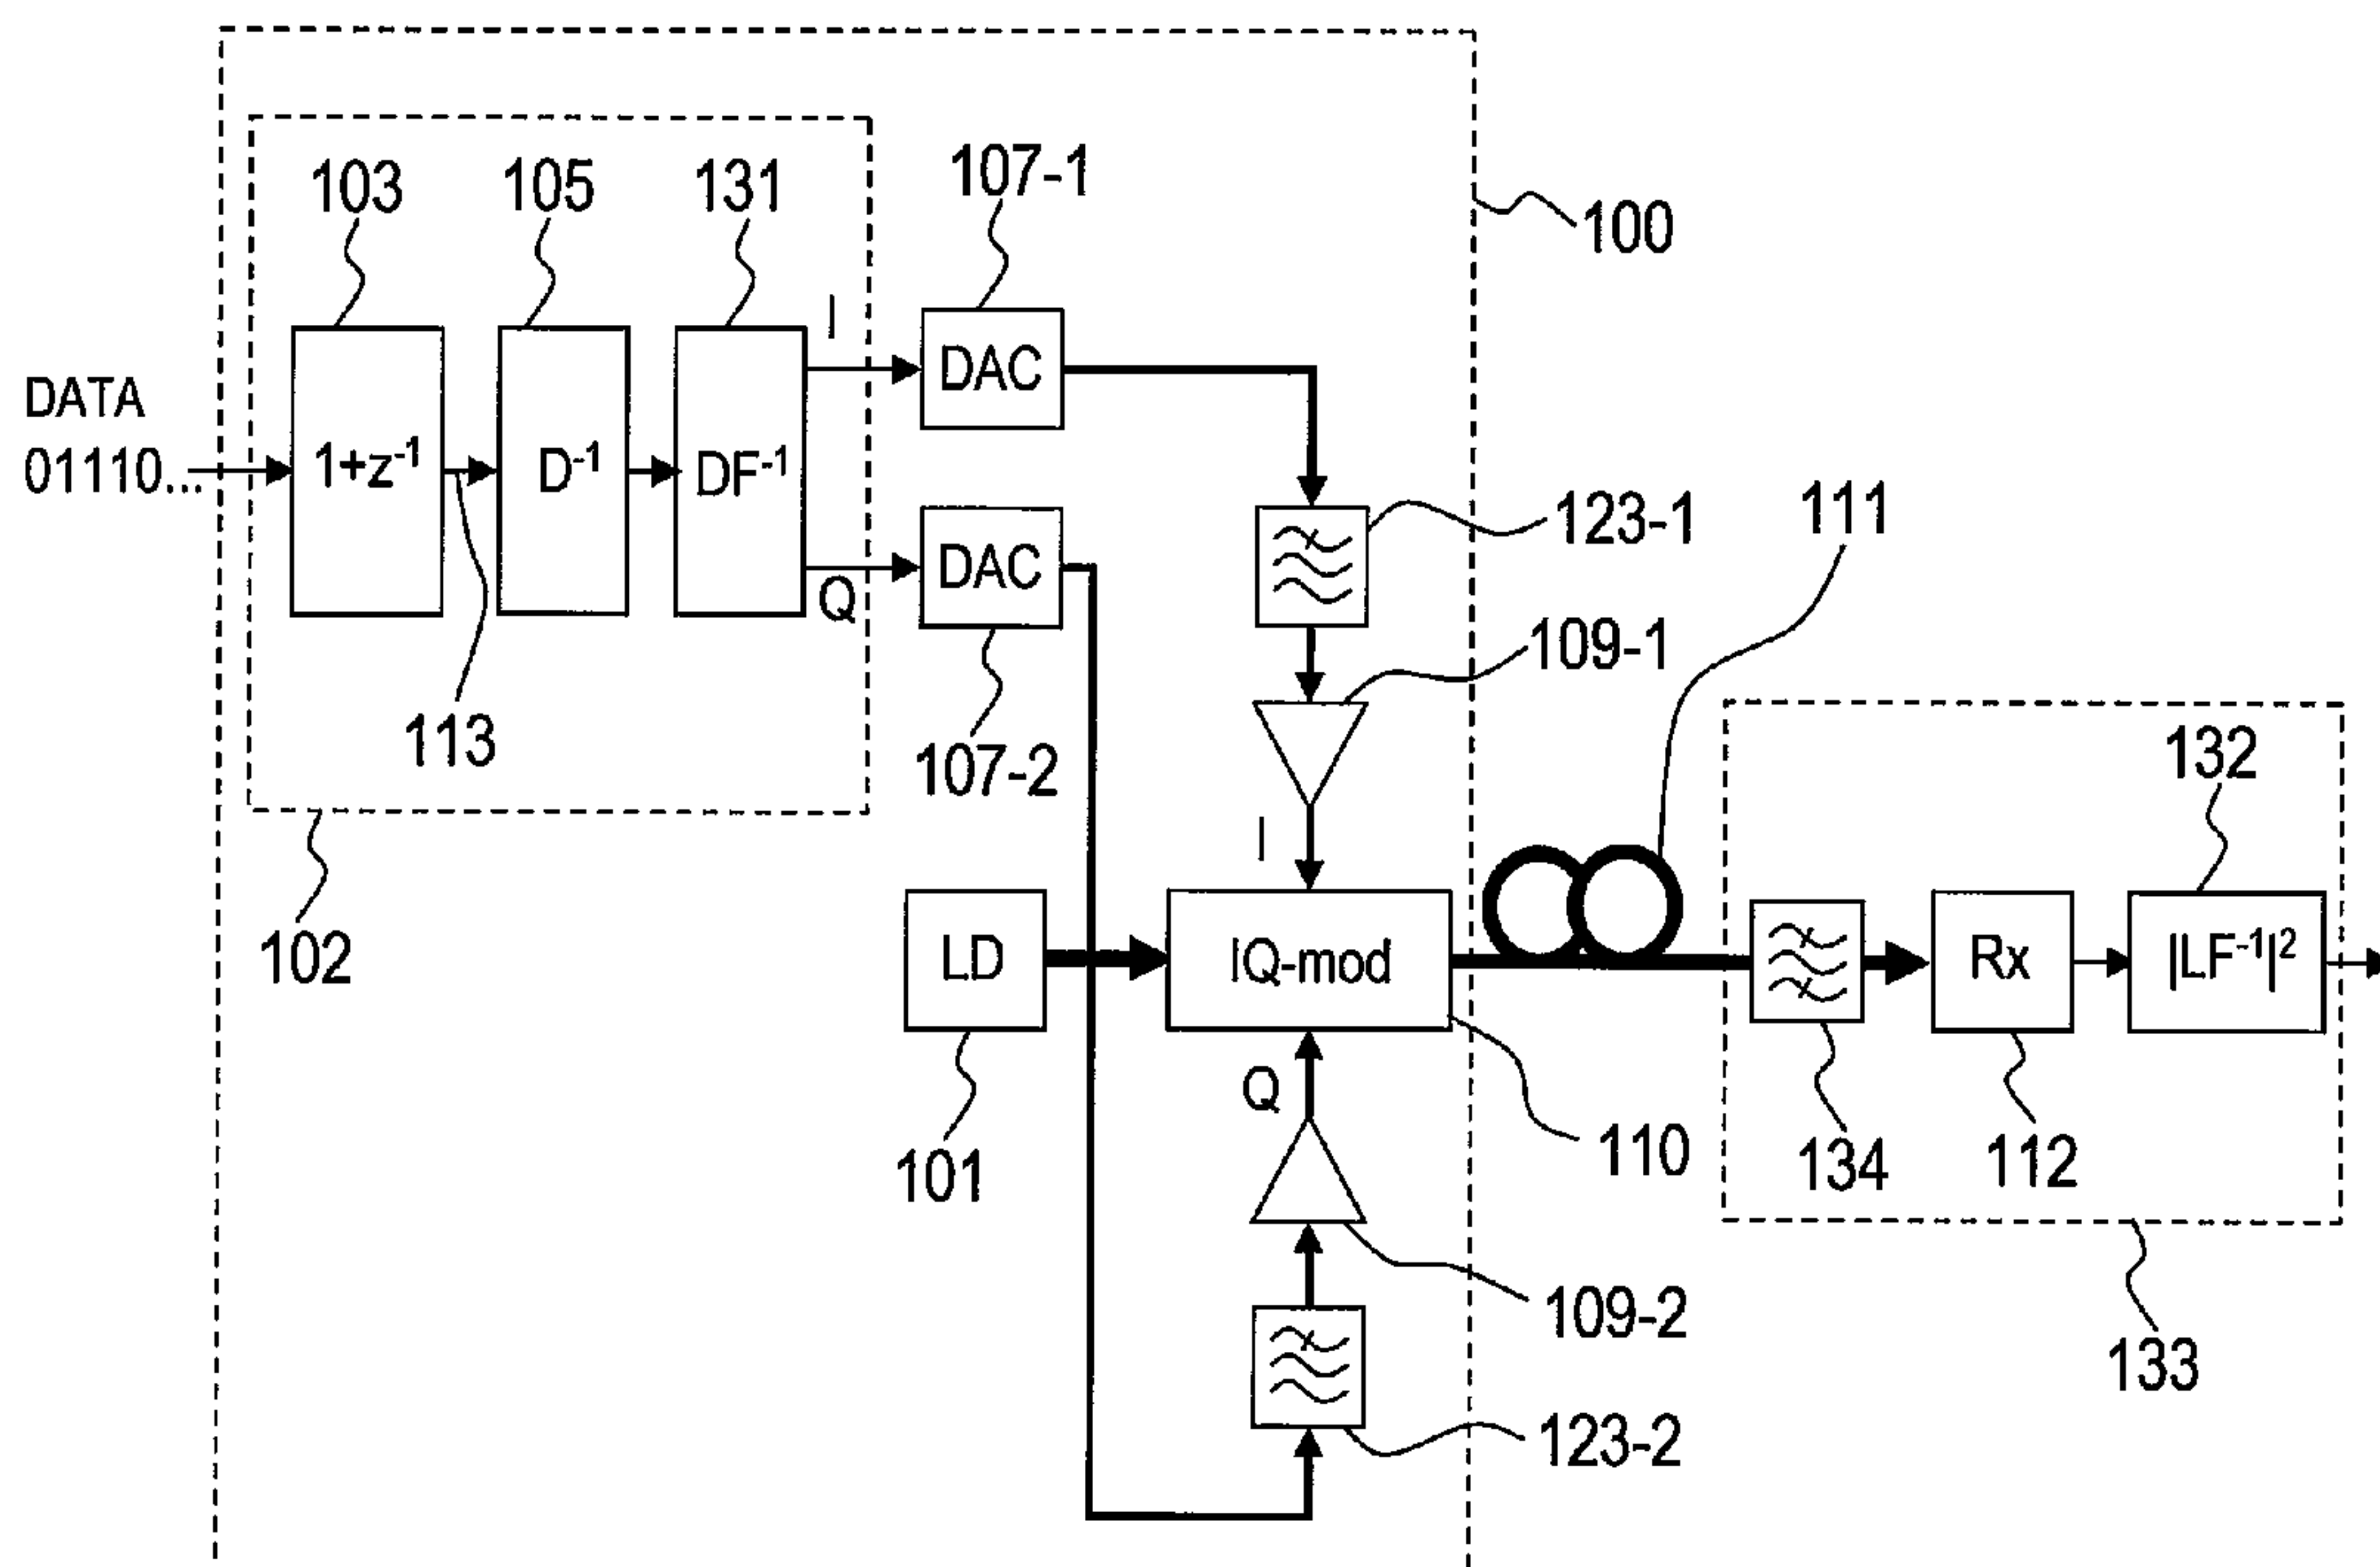 103
105
131
107-1
100
I
DAC
DATA
01110...
1+z⁻¹
D⁻¹
DF⁻¹
123-1
111
DAC
Q
109-1
113
107-2
132
I
102
LD
IQ-mod
Rx
|LF⁻¹|²
Q
101
110
134
112
109-2
133
123-2